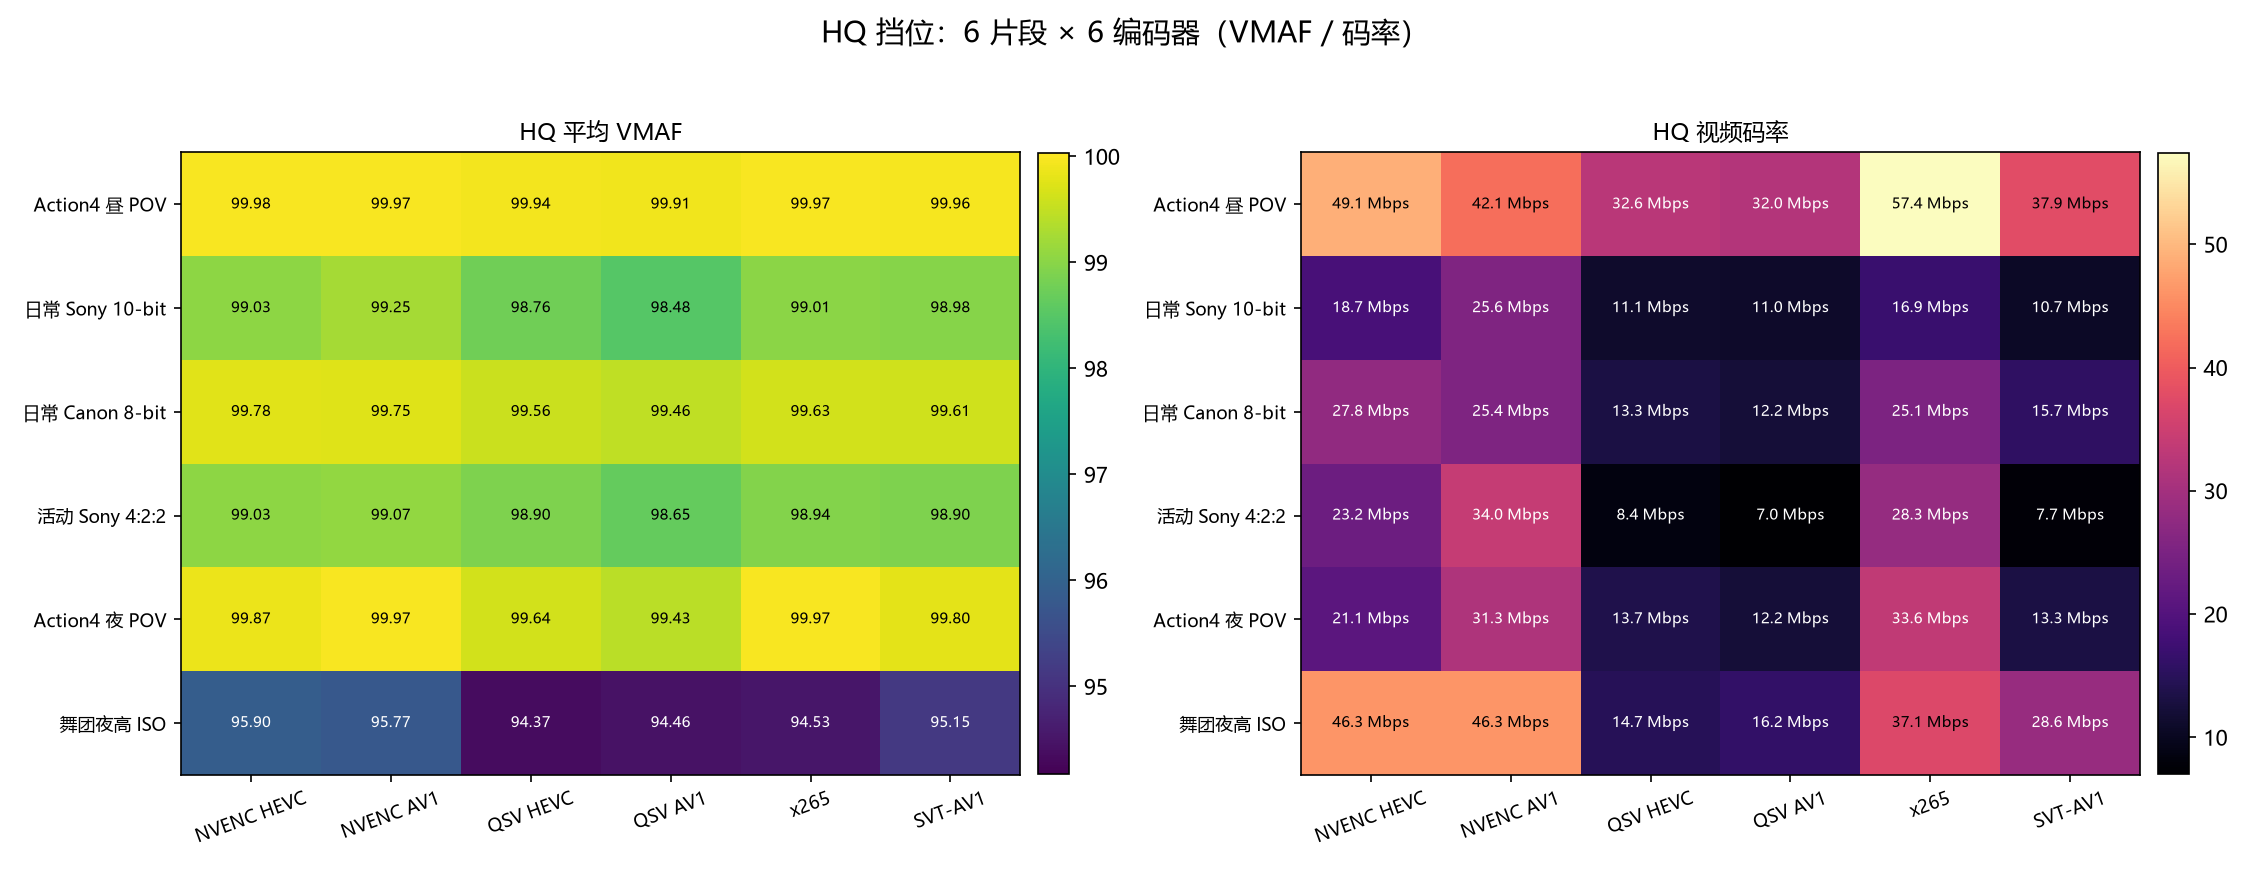 HQ 挡位：6 片段 × 6 编码器（VMAF / 码率）
HQ 平均 VMAF
Action4 昼 POV 99.98 99.97 99.94 99.91 99.97 99.96
日常 Sony 10-bit 99.03 99.25 98.76 98.48 99.01 98.98
日常 Canon 8-bit 99.78 99.75 99.56 99.46 99.63 99.61
活动 Sony 4:2:2 99.03 99.07 98.90 98.65 98.94 98.90
Action4 夜 POV 99.87 99.97 99.64 99.43 99.97 99.80
舞团夜高 ISO 95.90 95.77 94.37 94.46 94.53 95.15
NVENC HEVC NVENC AV1 QSV HEVC QSV AV1 x265 SVT-AV1
100
99
98
97
96
95
HQ 视频码率
Action4 昼 POV 49.1 Mbps 42.1 Mbps 32.6 Mbps 32.0 Mbps 57.4 Mbps 37.9 Mbps
日常 Sony 10-bit 18.7 Mbps 25.6 Mbps 11.1 Mbps 11.0 Mbps 16.9 Mbps 10.7 Mbps
日常 Canon 8-bit 27.8 Mbps 25.4 Mbps 13.3 Mbps 12.2 Mbps 25.1 Mbps 15.7 Mbps
活动 Sony 4:2:2 23.2 Mbps 34.0 Mbps 8.4 Mbps 7.0 Mbps 28.3 Mbps 7.7 Mbps
Action4 夜 POV 21.1 Mbps 31.3 Mbps 13.7 Mbps 12.2 Mbps 33.6 Mbps 13.3 Mbps
舞团夜高 ISO 46.3 Mbps 46.3 Mbps 14.7 Mbps 16.2 Mbps 37.1 Mbps 28.6 Mbps
NVENC HEVC NVENC AV1 QSV HEVC QSV AV1 x265 SVT-AV1
50
40
30
20
10